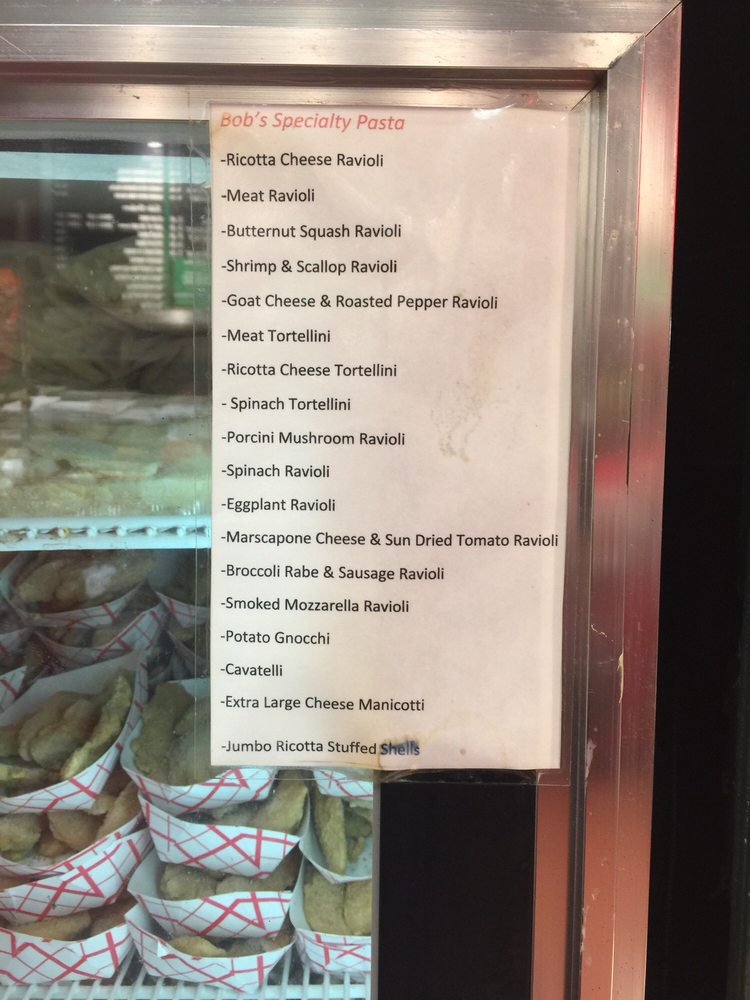 Bob's Specialty Pasta
-Ricotta Cheese Ravioli
-Meat Ravioli
-Butternut Squash Ravioli
-Shrimp & Scallop Ravioli
-Goat Cheese & Roasted Pepper Ravioli
-Meat Tortellini
-Ricotta Cheese Tortellini
- Spinach Tortellini
-Porcini Mushroom Ravioli
-Spinach Ravioli
-Eggplant Ravioli
-Marscapone Cheese & Sun Dried Tomato Ravioli
-Broccoli Rabe & Sausage Ravioli
-Smoked Mozzarella Ravioli
-Potato Gnocchi
-Cavatelli
-Extra Large Cheese Manicotti
-Jumbo Ricotta Stuffed Shells